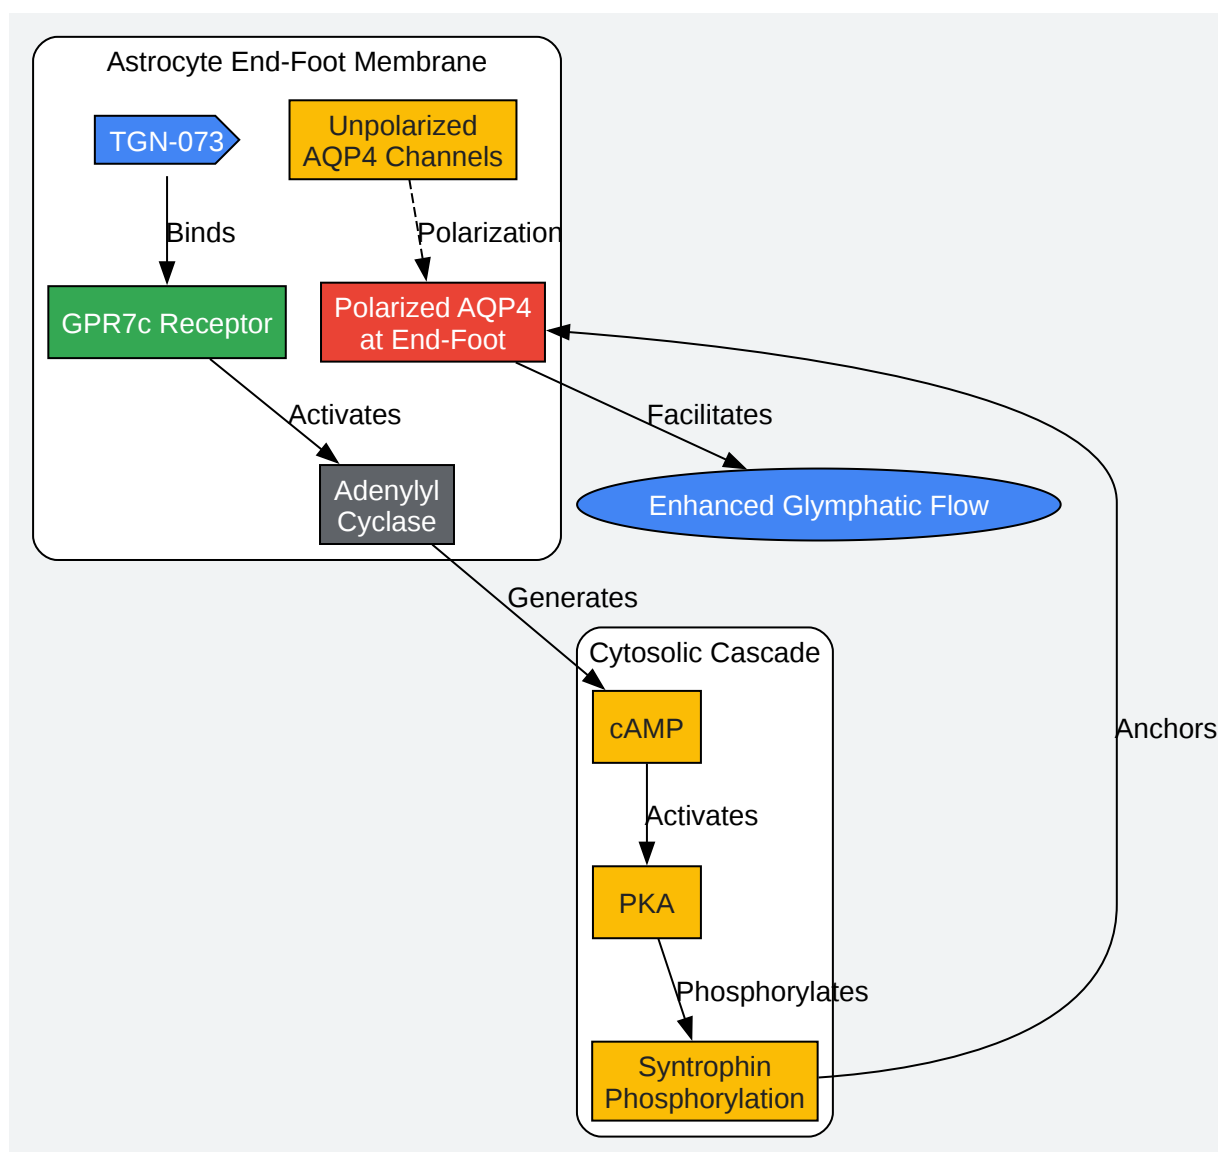 Astrocyte End-Foot Membrane
TGN-073
Unpolarized
AQP4 Channels
Binds
Polarization
GPR7c Receptor
Polarized AQP4
at End-Foot
Activates
Facilitates
Adenylyl
Cyclase
Enhanced Glymphatic Flow
Generates
Cytosolic Cascade
cAMP
Anchors
Activates
PKA
Phosphorylates
Syntrophin
Phosphorylation